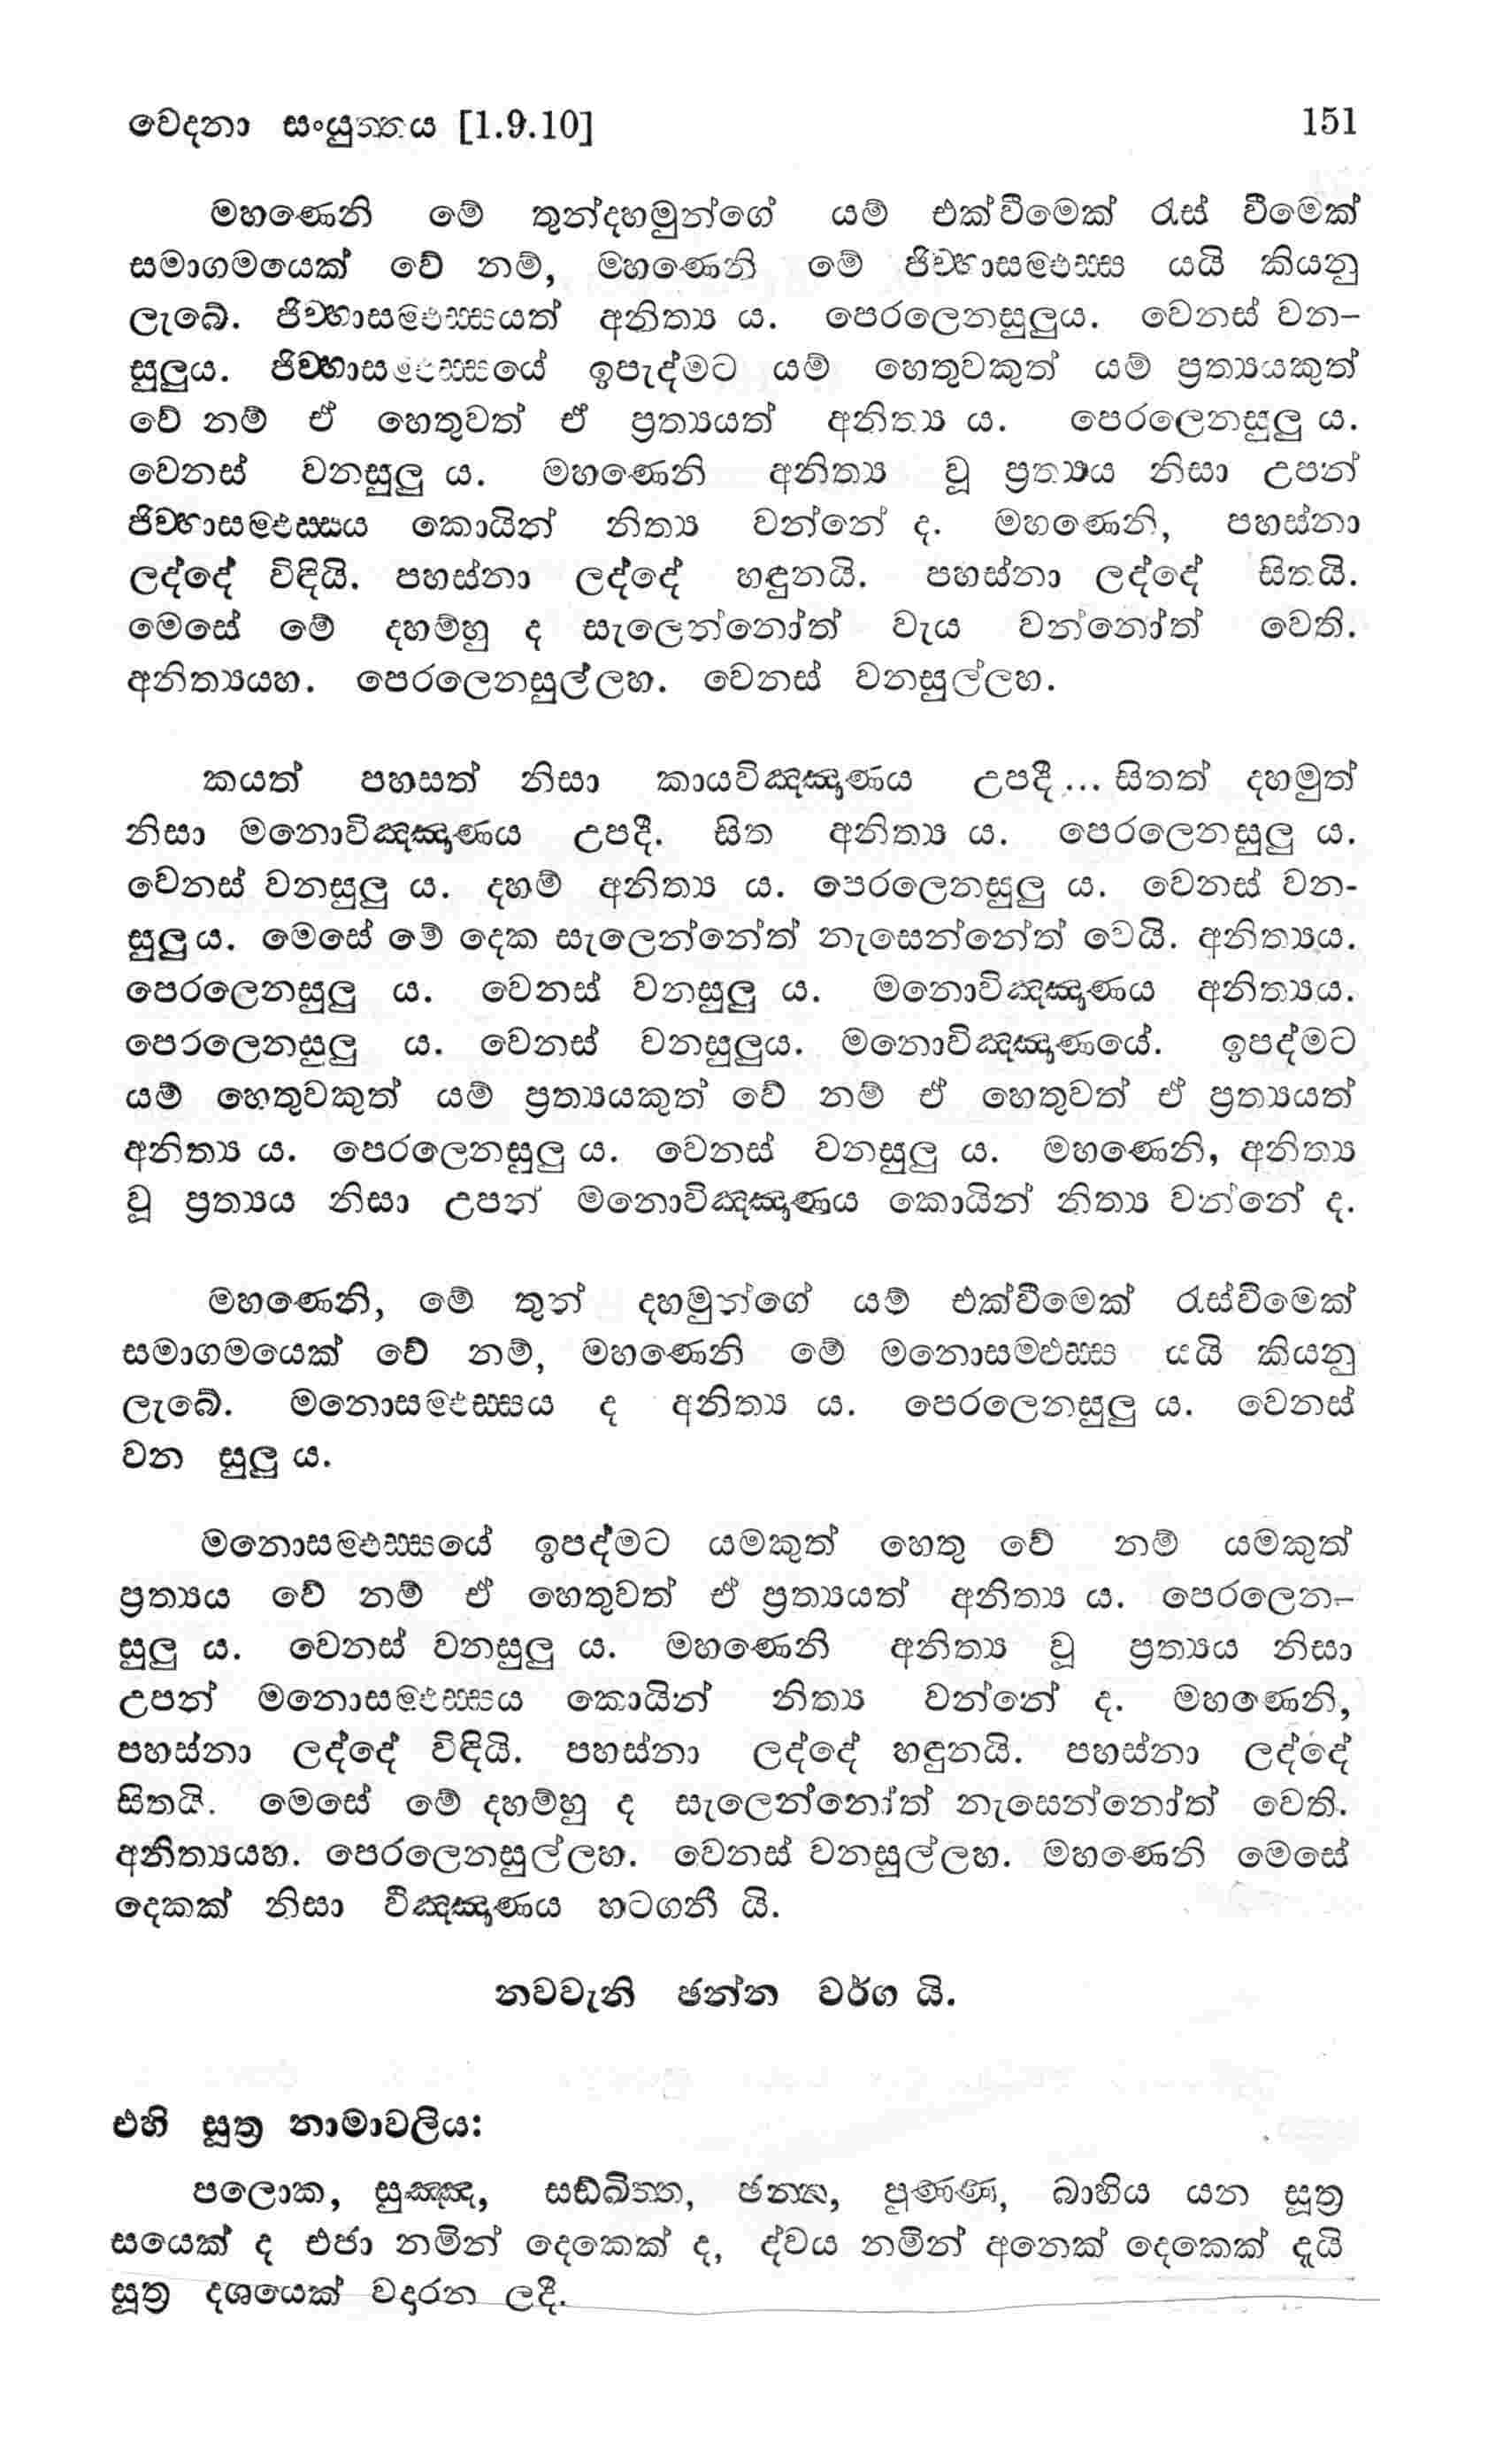 වෙදනා සංයුත්තය [1.9.10] 151
මහණෙනි මේ තුන්දහමුන්ගේ යම් එක්වීමෙක් රැස් වීමෙක්
සමාගමයෙක් වේ නම්, මහණෙනි මේ ජිව්හාසම්ඵස්ස යයි කියනු
ලැබේ. ජිව්හාසම්ඵස්සයත් අනිත්‍ය ය. පෙරලෙනසුලුය. වෙනස් වන-
සුලුය. ජිව්හාසම්ඵස්සයේ ඉපැද්මට යම් හෙතුවකුත් යම් ප්‍රත්‍යයකුත්
වේ නම් ඒ හෙතුවත් ඒ ප්‍රත්‍යයත් අනිත්‍ය ය. පෙරලෙනසුලු ය.
වෙනස් වනසුලු ය. මහණෙනි අනිත්‍ය වූ ප්‍රත්‍යය නිසා උපන්
ජිව්හාසම්ඵස්සය කොයින් නිත්‍ය වන්නේ ද. මහණෙනි, පහස්නා
ලද්දේ විඳියි. පහස්නා ලද්දේ හඳුනයි. පහස්නා ලද්දේ සිතයි.
මෙසේ මේ දහම්හු ද සැලෙන්නෝත් වැය වන්නෝත් වෙති.
අනිත්‍යයහ. පෙරලෙනසුල්ලහ. වෙනස් වනසුල්ලහ.
කයත් පහසත් නිසා කායවිඤ්ඤාණය උපදී... සිතත් දහමුත්
නිසා මනොවිඤ්ඤාණය උපදී. සිත අනිත්‍ය ය. පෙරලෙනසුලු ය.
වෙනස් වනසුලු ය. දහම් අනිත්‍ය ය. පෙරලෙනසුලු ය. වෙනස් වන-
සුලු ය. මෙසේ මේ දෙක සැලෙන්නේත් නැසෙන්නේත් වෙයි. අනිත්‍යය.
පෙරලෙනසුලු ය. වෙනස් වනසුලු ය. මනොවිඤ්ඤාණය අනිත්‍යය.
පෙරලෙනසුලු ය. වෙනස් වනසුලුය. මනොවිඤ්ඤාණයේ. ඉපද්මට
යම් හෙතුවකුත් යම් ප්‍රත්‍යයකුත් වේ නම් ඒ හෙතුවත් ඒ ප්‍රත්‍යයත්
අනිත්‍ය ය. පෙරලෙනසුලු ය. වෙනස් වනසුලු ය. මහණෙනි, අනිත්‍ය
වූ ප්‍රත්‍යය නිසා උපන් මනොවිඤ්ඤාණය කොයින් නිත්‍ය වන්නේ ද.
මහණෙනි, මේ තුන් දහමුන්ගේ යම් එක්වීමෙක් රැස්වීමෙක්
සමාගමයෙක් වේ නම්, මහණෙනි මේ මනොසම්ඵස්ස යයි කියනු
ලැබේ. මනොසම්ඵස්සය ද අනිත්‍ය ය. පෙරලෙනසුලු ය. වෙනස්
වන සුලු ය.
මනොසම්ඵස්සයේ ඉපද්මට යමකුත් හෙතු වේ නම් යමකුත්
ප්‍රත්‍යය වේ නම් ඒ හෙතුවත් ඒ ප්‍රත්‍යයත් අනිත්‍ය ය. පෙරලෙන-
සුලු ය. වෙනස් වනසුලු ය. මහණෙනි අනිත්‍ය වූ ප්‍රත්‍යය නිසා
උපන් මනොසම්ඵස්සය කොයින් නිත්‍ය වන්නේ ද. මහණෙනි,
පහස්නා ලද්දේ විඳියි. පහස්නා ලද්දේ හඳුනයි. පහස්නා ලද්දේ
සිතයි. මෙසේ මේ දහම්හු ද සැලෙන්නෝත් නැසෙන්නෝත් වෙති.
අනිත්‍යයහ. පෙරලෙනසුල්ලහ. වෙනස් වනසුල්ලහ. මහණෙනි මෙසේ
දෙකක් නිසා විඤ්ඤාණය හටගනී යි.
නවවැනි ඡන්න වර්ග යි.
එහි සූත්‍ර නාමාවලිය:
පලොක, සුඤ්ඤ, සඞ්ඛිත්ත, ඡන්න, පුණ්ණ, බාහිය යන සූත්‍ර
සයෙක් ද එජා නමින් දෙකෙක් ද, ද්වය නමින් අනෙක් දෙකෙක් දැයි
සූත්‍ර දශයෙක් වදාරන ලදී.